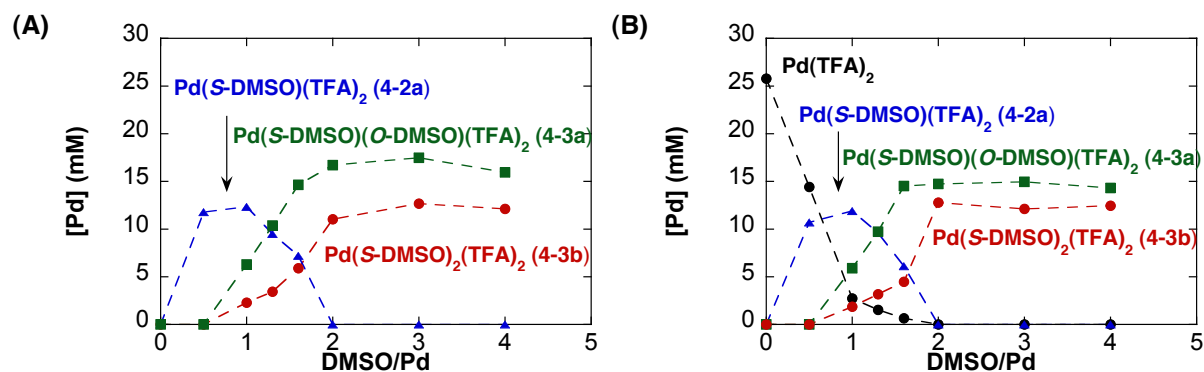 (A)
30
25
20
15
10
5
0
[Pd] (mM)
Pd(S-DMSO)(TFA)₂ (4-2a)
Pd(S-DMSO)(O-DMSO)(TFA)₂ (4-3a)
Pd(S-DMSO)₂(TFA)₂ (4-3b)
0 1 2 3 4 5
DMSO/Pd
(B)
30
25
20
15
10
5
0
[Pd] (mM)
Pd(TFA)₂
Pd(S-DMSO)(TFA)₂ (4-2a)
Pd(S-DMSO)(O-DMSO)(TFA)₂ (4-3a)
Pd(S-DMSO)₂(TFA)₂ (4-3b)
0 1 2 3 4 5
DMSO/Pd